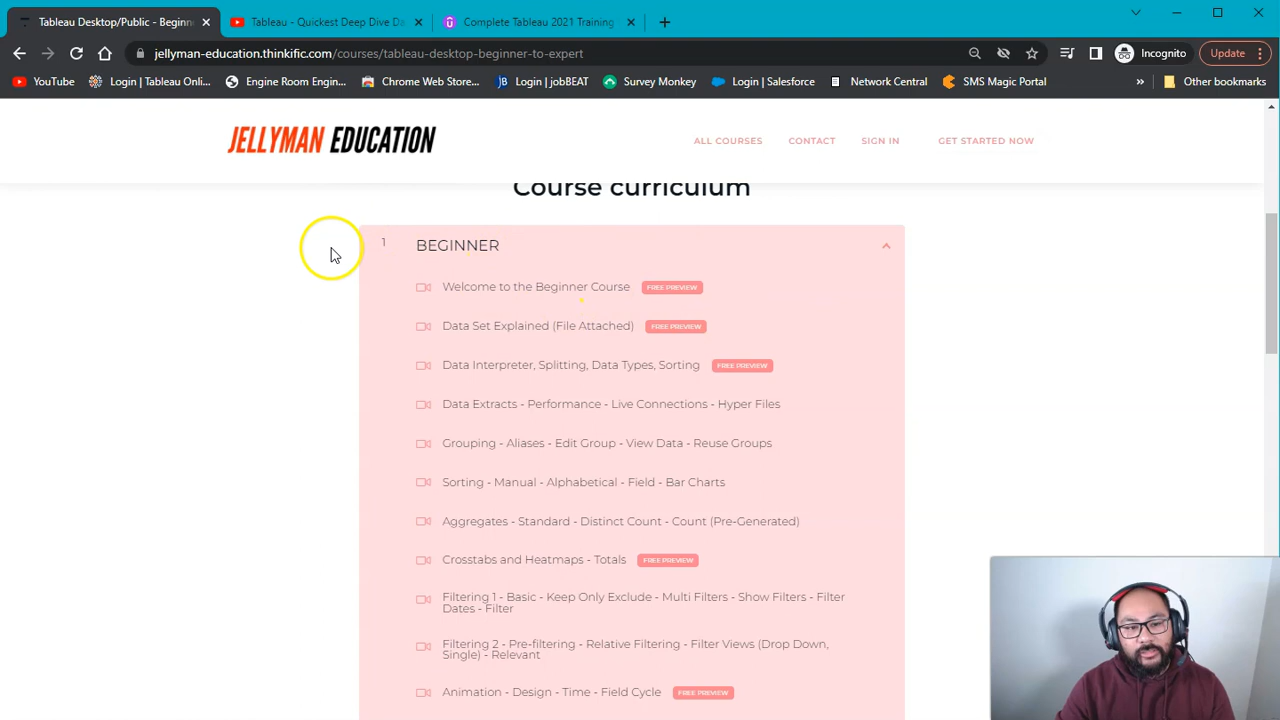 Tableau Desktop/Public - Beginn
Tableau - Quickest Deep Dive Da
Complete Tableau 2021 Training
jellyman-education.thinkific.com/courses/tableau-desktop-beginner-to-expert
Incognito
Update
YouTube
Login | Tableau Onlin...
Engine Room Engin...
Chrome Web Store...
Login | jobBEAT
Survey Monkey
Login | Salesforce
Network Central
SMS Magic Portal
»
Other bookmarks
JELLYMAN EDUCATION
ALL COURSES
CONTACT
SIGN IN
GET STARTED NOW
Course curriculum
1
BEGINNER
Welcome to the Beginner Course FREE PREVIEW
Data Set Explained (File Attached) FREE PREVIEW
Data Interpreter, Splitting, Data Types, Sorting FREE PREVIEW
Data Extracts - Performance - Live Connections - Hyper Files
Grouping - Aliases - Edit Group - View Data - Reuse Groups
Sorting - Manual - Alphabetical - Field - Bar Charts
Aggregates - Standard - Distinct Count - Count (Pre-Generated)
Crosstabs and Heatmaps - Totals FREE PREVIEW
Filtering 1 - Basic - Keep Only Exclude - Multi Filters - Show Filters - Filter
Dates - Filter
Filtering 2 - Pre-filtering - Relative Filtering - Filter Views (Drop Down,
Single) - Relevant
Animation - Design - Time - Field Cycle FREE PREVIEW